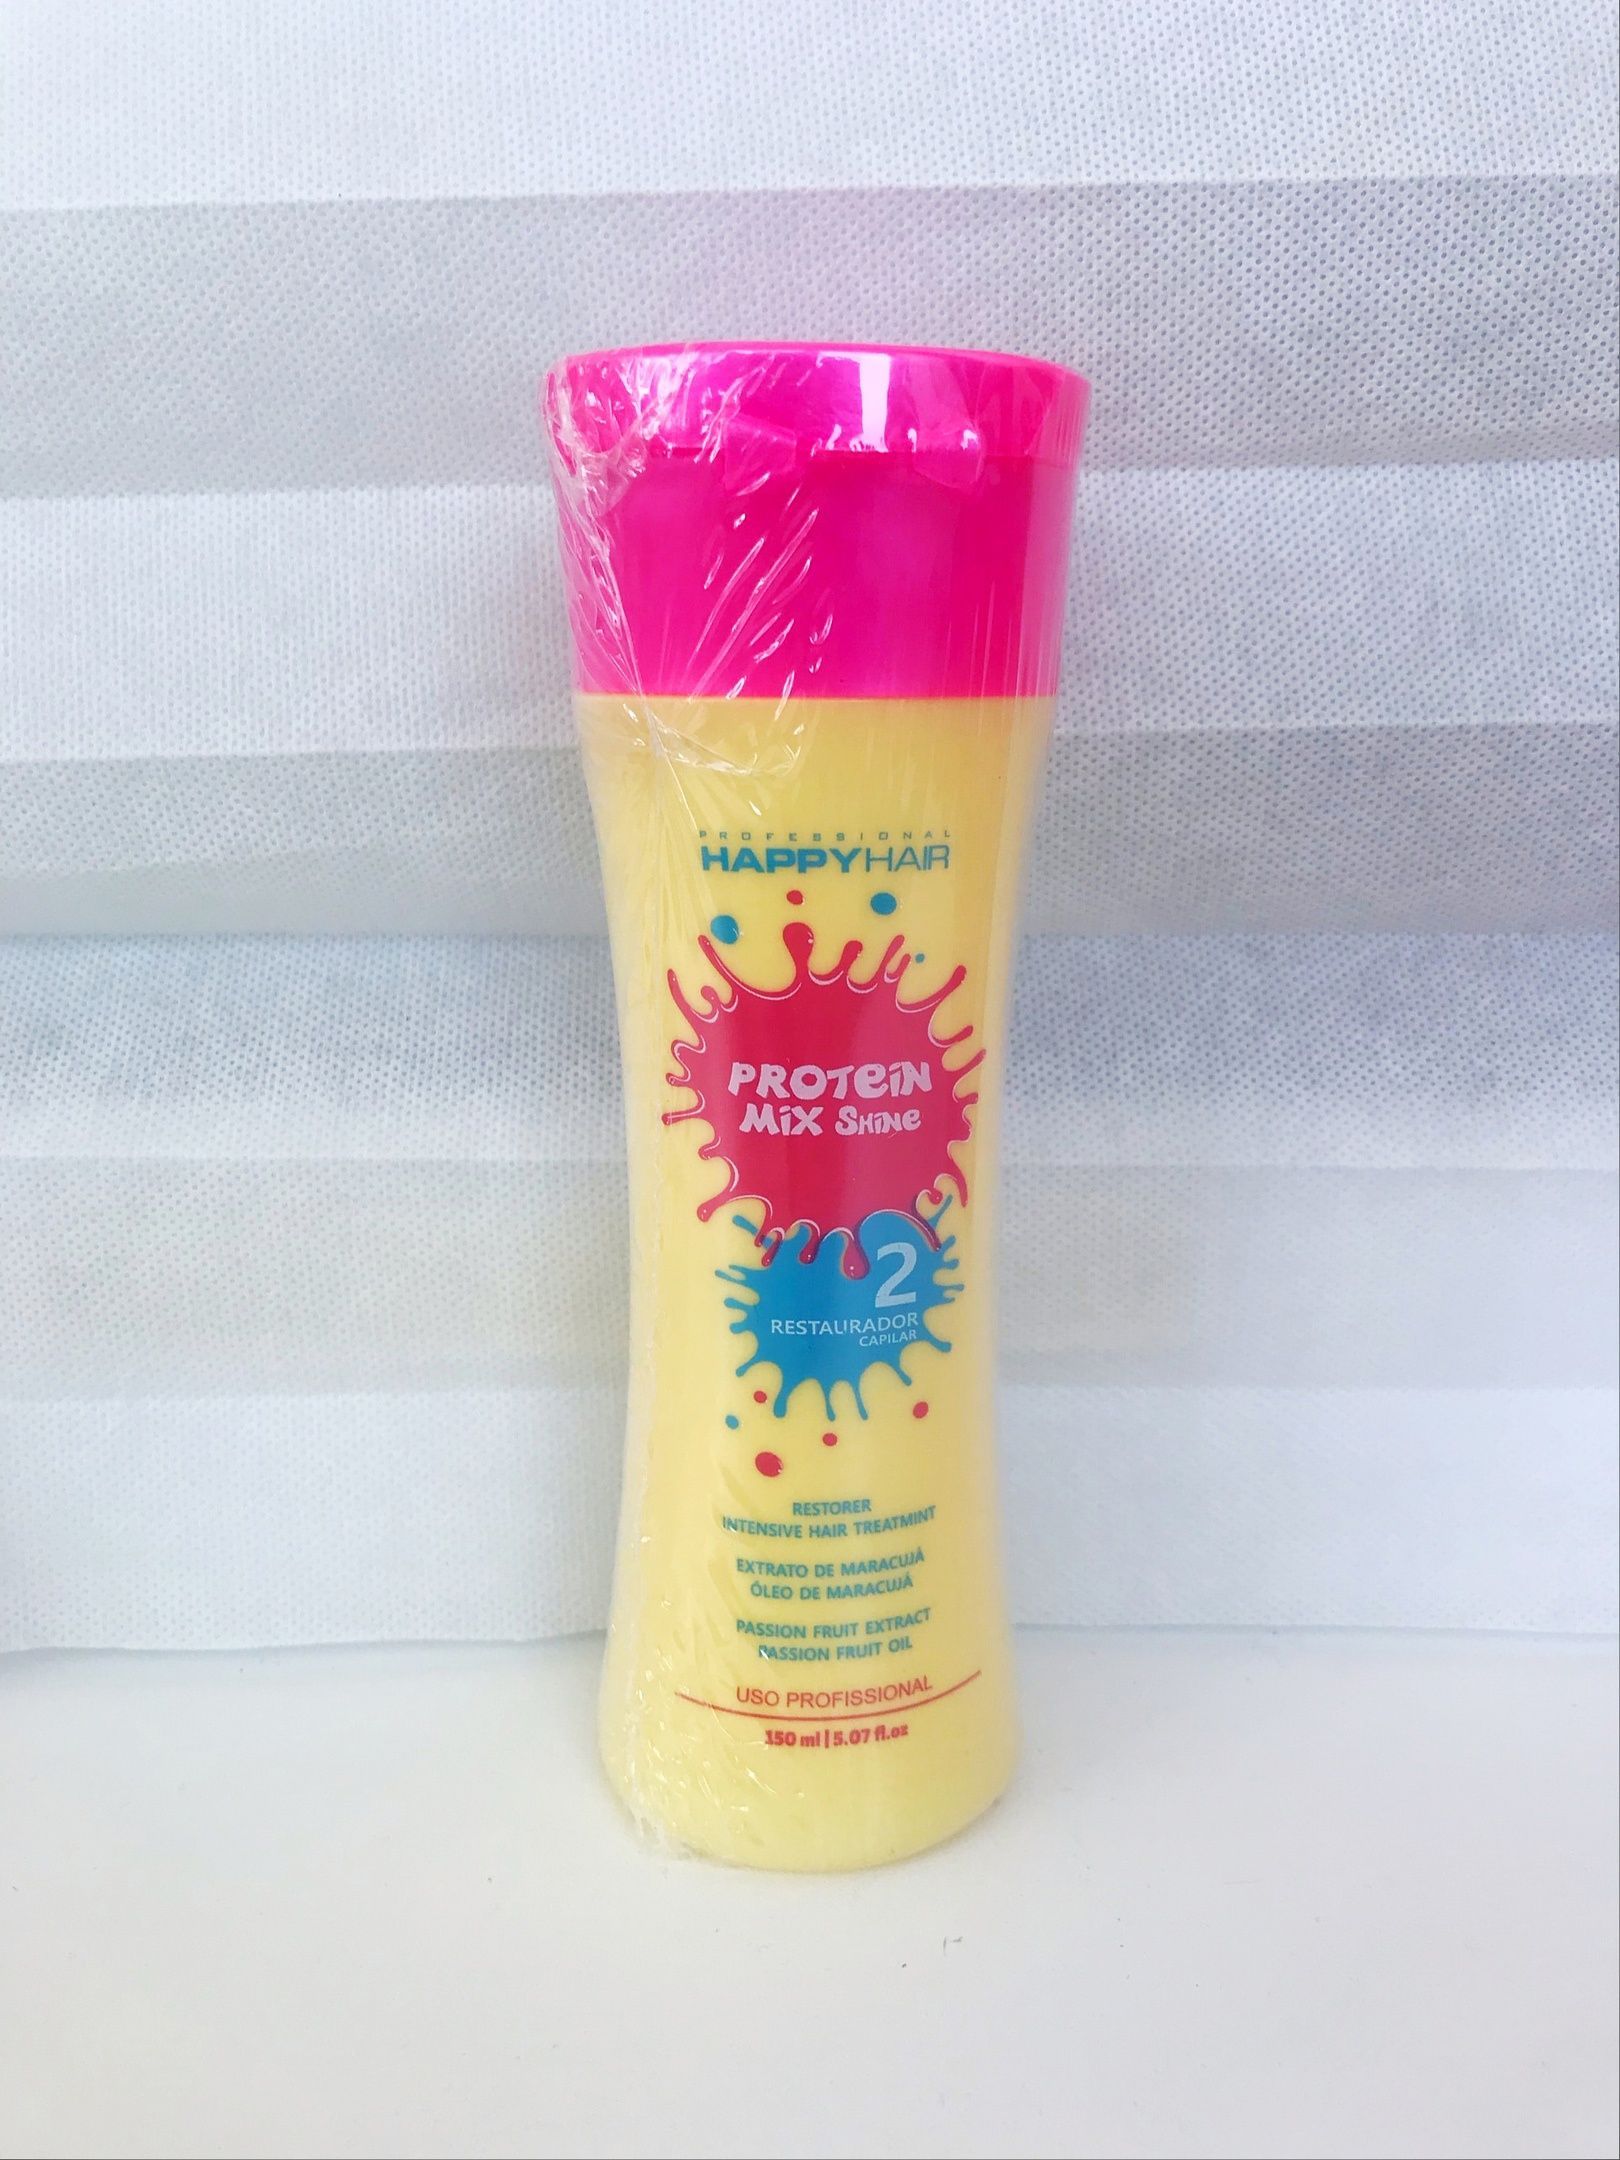 PROFESSIONAL
HAPPYHAIR
PROTEIN
MIX SHINE
2
RESTAURADOR
CAPILAR
RESTORER
INTENSIVE HAIR TREATMINT
EXTRATO DE MARACUJÁ
ÓLEO DE MARACUJÁ
PASSION FRUIT EXTRACT
PASSION FRUIT OIL
USO PROFISSIONAL
150 ml | 5.07 fl.oz